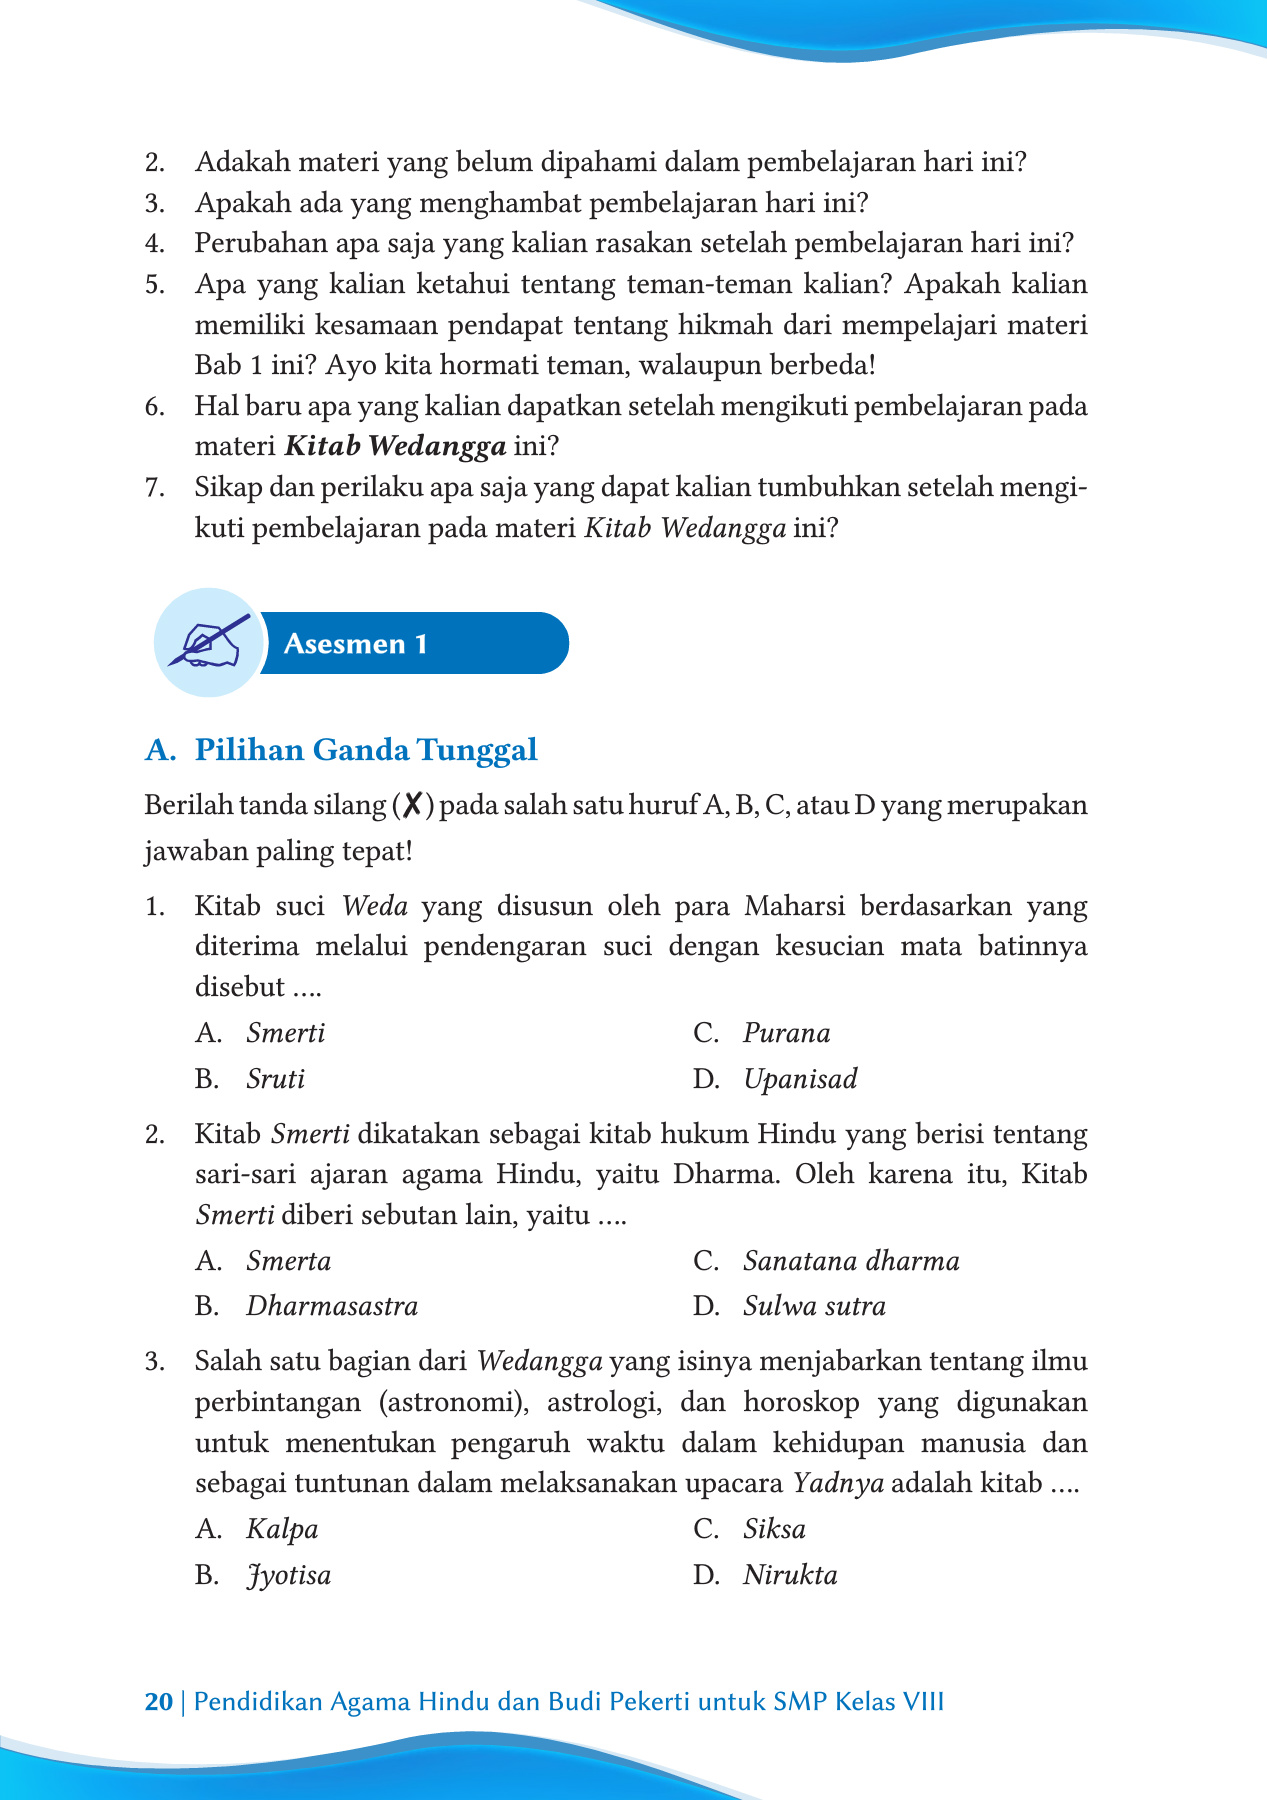 2. Adakah materi yang belum dipahami dalam pembelajaran hari ini?
3. Apakah ada yang menghambat pembelajaran hari ini?
4. Perubahan apa saja yang kalian rasakan setelah pembelajaran hari ini?
5. Apa yang kalian ketahui tentang teman-teman kalian? Apakah kalian
memiliki kesamaan pendapat tentang hikmah dari mempelajari materi
Bab 1 ini? Ayo kita hormati teman, walaupun berbeda!
6. Hal baru apa yang kalian dapatkan setelah mengikuti pembelajaran pada
materi Kitab Wedangga ini?
7. Sikap dan perilaku apa saja yang dapat kalian tumbuhkan setelah mengi-
kuti pembelajaran pada materi Kitab Wedangga ini?
Asesmen 1
A. Pilihan Ganda Tunggal
Berilah tanda silang (✗) pada salah satu huruf A, B, C, atau D yang merupakan
jawaban paling tepat!
1. Kitab suci Weda yang disusun oleh para Maharsi berdasarkan yang
diterima melalui pendengaran suci dengan kesucian mata batinnya
disebut ....
A. Smerti
B. Sruti
C. Purana
D. Upanisad
2. Kitab Smerti dikatakan sebagai kitab hukum Hindu yang berisi tentang
sari-sari ajaran agama Hindu, yaitu Dharma. Oleh karena itu, Kitab
Smerti diberi sebutan lain, yaitu ....
A. Smerta
B. Dharmasastra
C. Sanatana dharma
D. Sulwa sutra
3. Salah satu bagian dari Wedangga yang isinya menjabarkan tentang ilmu
perbintangan (astronomi), astrologi, dan horoskop yang digunakan
untuk menentukan pengaruh waktu dalam kehidupan manusia dan
sebagai tuntunan dalam melaksanakan upacara Yadnya adalah kitab ....
A. Kalpa
B. Jyotisa
C. Siksa
D. Nirukta
20 | Pendidikan Agama Hindu dan Budi Pekerti untuk SMP Kelas VIII